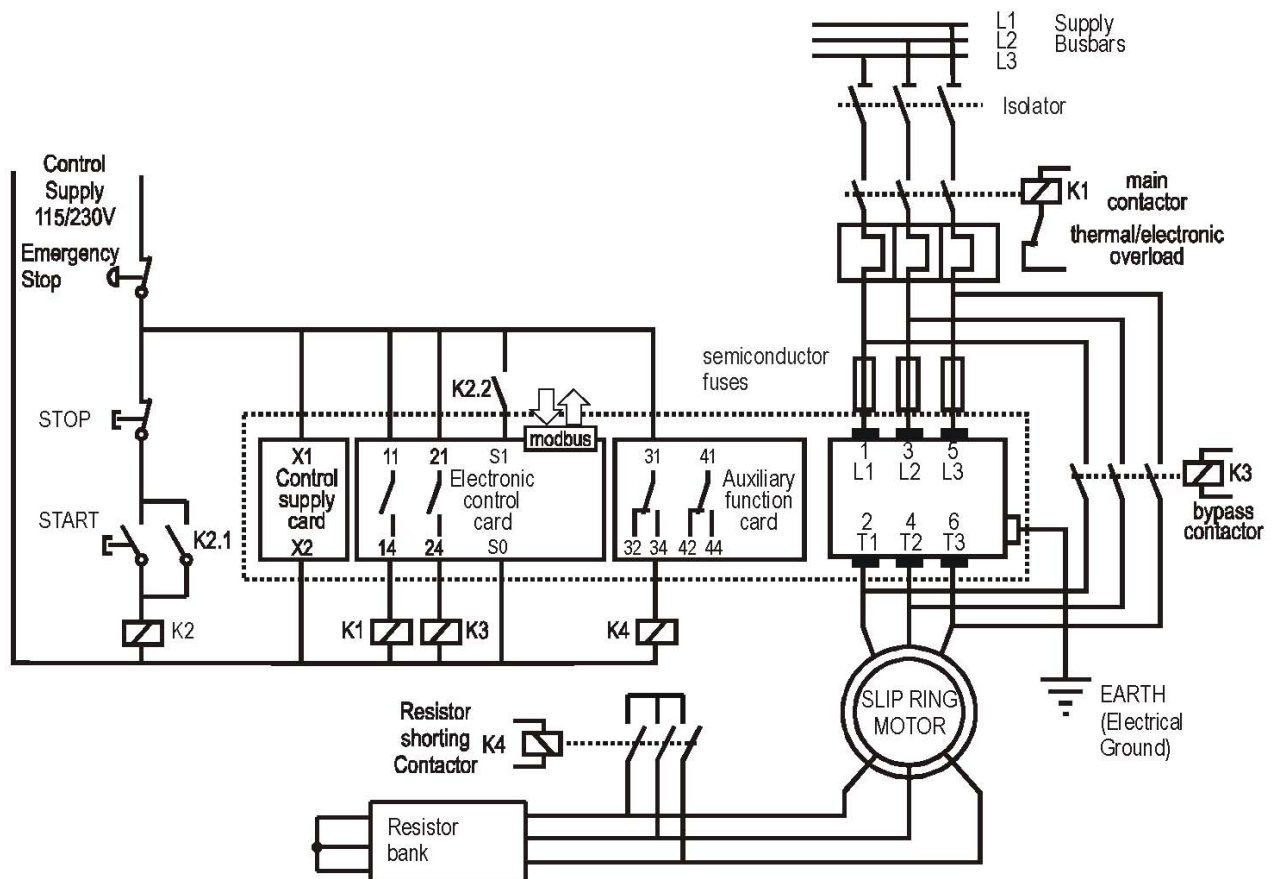 L1 Supply
L2 Busbars
L3
Isolator
Control
Supply
115/230V
K1 main
contactor
thermal/electronic
overload
Emergency
Stop
semiconductor
fuses
K2.2
STOP
modbus
X1 11 21 S1 31 41 1 3 5
L1 L2 L3
Control
supply
card
Electronic
control
card
Auxiliary
function
card
K3
bypass
contactor
START
K2.1
2 4 6
X2 14 24 S0 32 34 42 44 T1 T2 T3
K2 K1 K3 K4
SLIP RING
MOTOR
EARTH
(Electrical
Ground)
Resistor
shorting
Contactor
K4
Resistor
bank